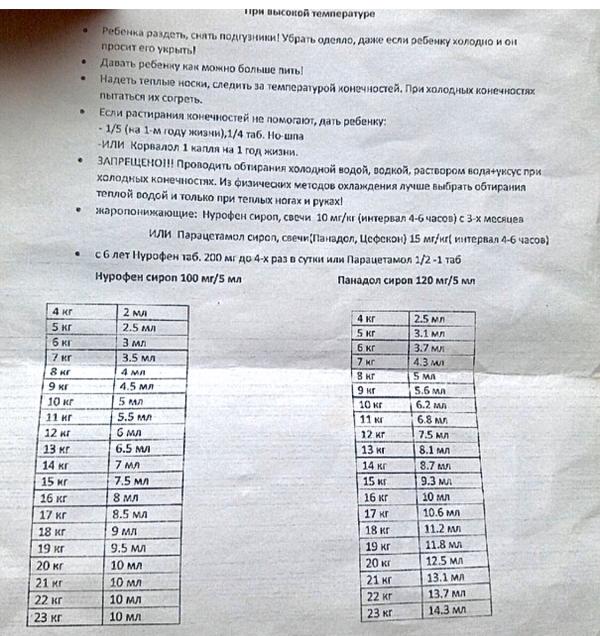 При высокой температуре
• Ребенка раздеть, снять подгузники! Убрать одеяло, даже если ребенку холодно и он
просит его укрыть!
• Давать ребенку как можно больше пить!
• Надеть теплые носки, следить за температурой конечностей. При холодных конечностях
пытаться их согреть.
• Если растирания конечностей не помогают, дать ребенку:
- 1/5 (на 1-м году жизни),1/4 таб. Но-шпа
-ИЛИ Корвалол 1 капля на 1 год жизни.
• ЗАПРЕЩЕНО!!! Проводить обтирания холодной водой, водкой, раствором вода+уксус при
холодных конечностях. Из физических методов охлаждения лучше выбрать обтирания
теплой водой и только при теплых ногах и руках!
• жаропонижающие: Нурофен сироп, свечи 10 мг/кг (интервал 4-6 часов) с 3-х месяцев
ИЛИ Парацетамол сироп, свечи(Панадол, Цефекон) 15 мг/кг( интервал 4-6 часов)
• с 6 лет Нурофен таб. 200 мг до 4-х раз в сутки или Парацетамол 1/2 -1 таб
Нурофен сироп 100 мг/5 мл
4 кг 2 мл
5 кг 2.5 мл
6 кг 3 мл
7 кг 3.5 мл
8 кг 4 мл
9 кг 4.5 мл
10 кг 5 мл
11 кг 5.5 мл
12 кг 6 мл
13 кг 6.5 мл
14 кг 7 мл
15 кг 7.5 мл
16 кг 8 мл
17 кг 8.5 мл
18 кг 9 мл
19 кг 9.5 мл
20 кг 10 мл
21 кг 10 мл
22 кг 10 мл
23 кг 10 мл
Панадол сироп 120 мг/5 мл
4 кг 2.5 мл
5 кг 3.1 мл
6 кг 3.7 мл
7 кг 4.3 мл
8 кг 5 мл
9 кг 5.6 мл
10 кг 6.2 мл
11 кг 6.8 мл
12 кг 7.5 мл
13 кг 8.1 мл
14 кг 8.7 мл
15 кг 9.3 мл
16 кг 10 мл
17 кг 10.6 мл
18 кг 11.2 мл
19 кг 11.8 мл
20 кг 12.5 мл
21 кг 13.1 мл
22 кг 13.7 мл
23 кг 14.3 мл